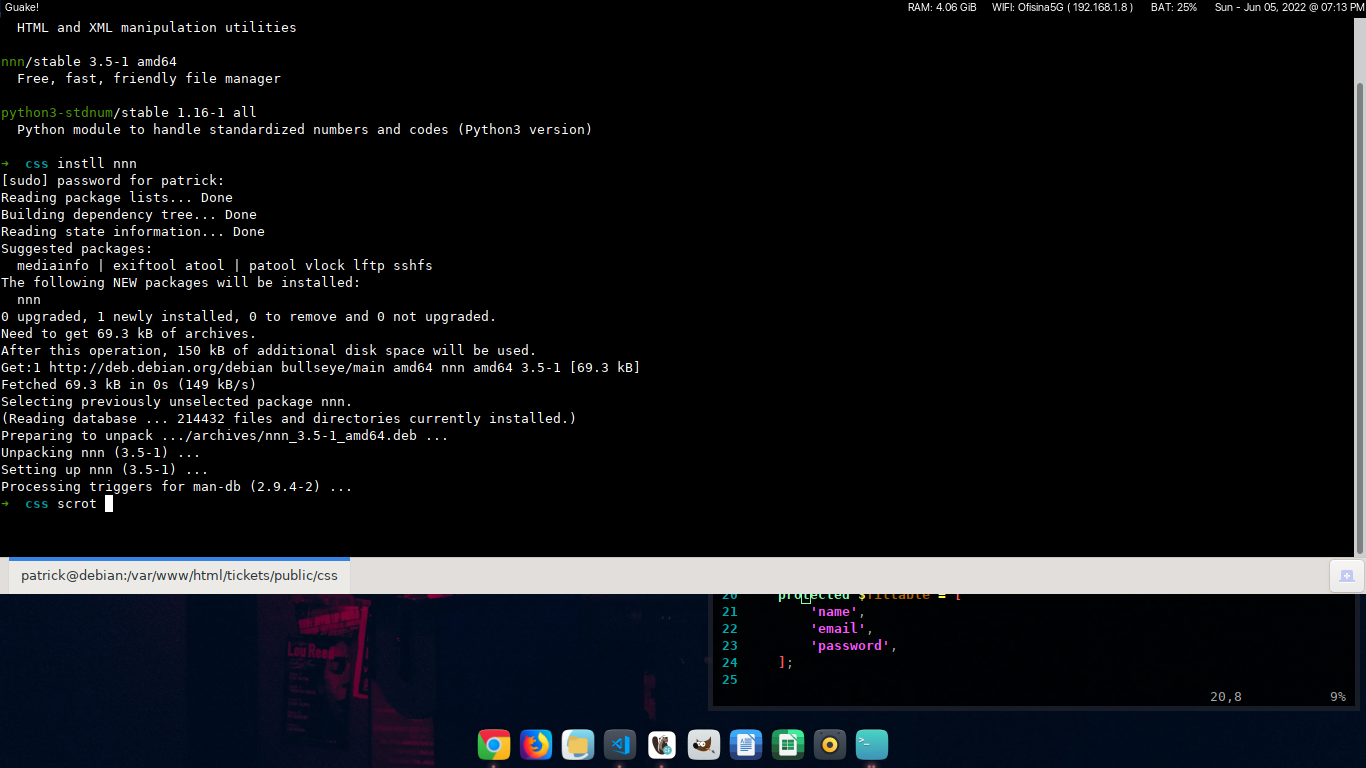 Guake!
RAM: 4.06 GiB WIFI: Ofisina5G ( 192.168.1.8 ) BAT: 25% Sun - Jun 05, 2022 @ 07:13 PM
HTML and XML manipulation utilities
nnn/stable 3.5-1 amd64
Free, fast, friendly file manager
python3-stdnum/stable 1.16-1 all
Python module to handle standardized numbers and codes (Python3 version)
→ css instll nnn
[sudo] password for patrick:
Reading package lists... Done
Building dependency tree... Done
Reading state information... Done
Suggested packages:
mediainfo | exiftool atool | patool vlock lftp sshfs
The following NEW packages will be installed:
nnn
0 upgraded, 1 newly installed, 0 to remove and 0 not upgraded.
Need to get 69.3 kB of archives.
After this operation, 150 kB of additional disk space will be used.
Get:1 http://deb.debian.org/debian bullseye/main amd64 nnn amd64 3.5-1 [69.3 kB]
Fetched 69.3 kB in 0s (149 kB/s)
Selecting previously unselected package nnn.
(Reading database ... 214432 files and directories currently installed.)
Preparing to unpack .../archives/nnn_3.5-1_amd64.deb ...
Unpacking nnn (3.5-1) ...
Setting up nnn (3.5-1) ...
Processing triggers for man-db (2.9.4-2) ...
→ css scrot
patrick@debian:/var/www/html/tickets/public/css
20 protected $fillable = [
21 'name',
22 'email',
23 'password',
24 ];
25
20,8 9%
Lou Reed
>_